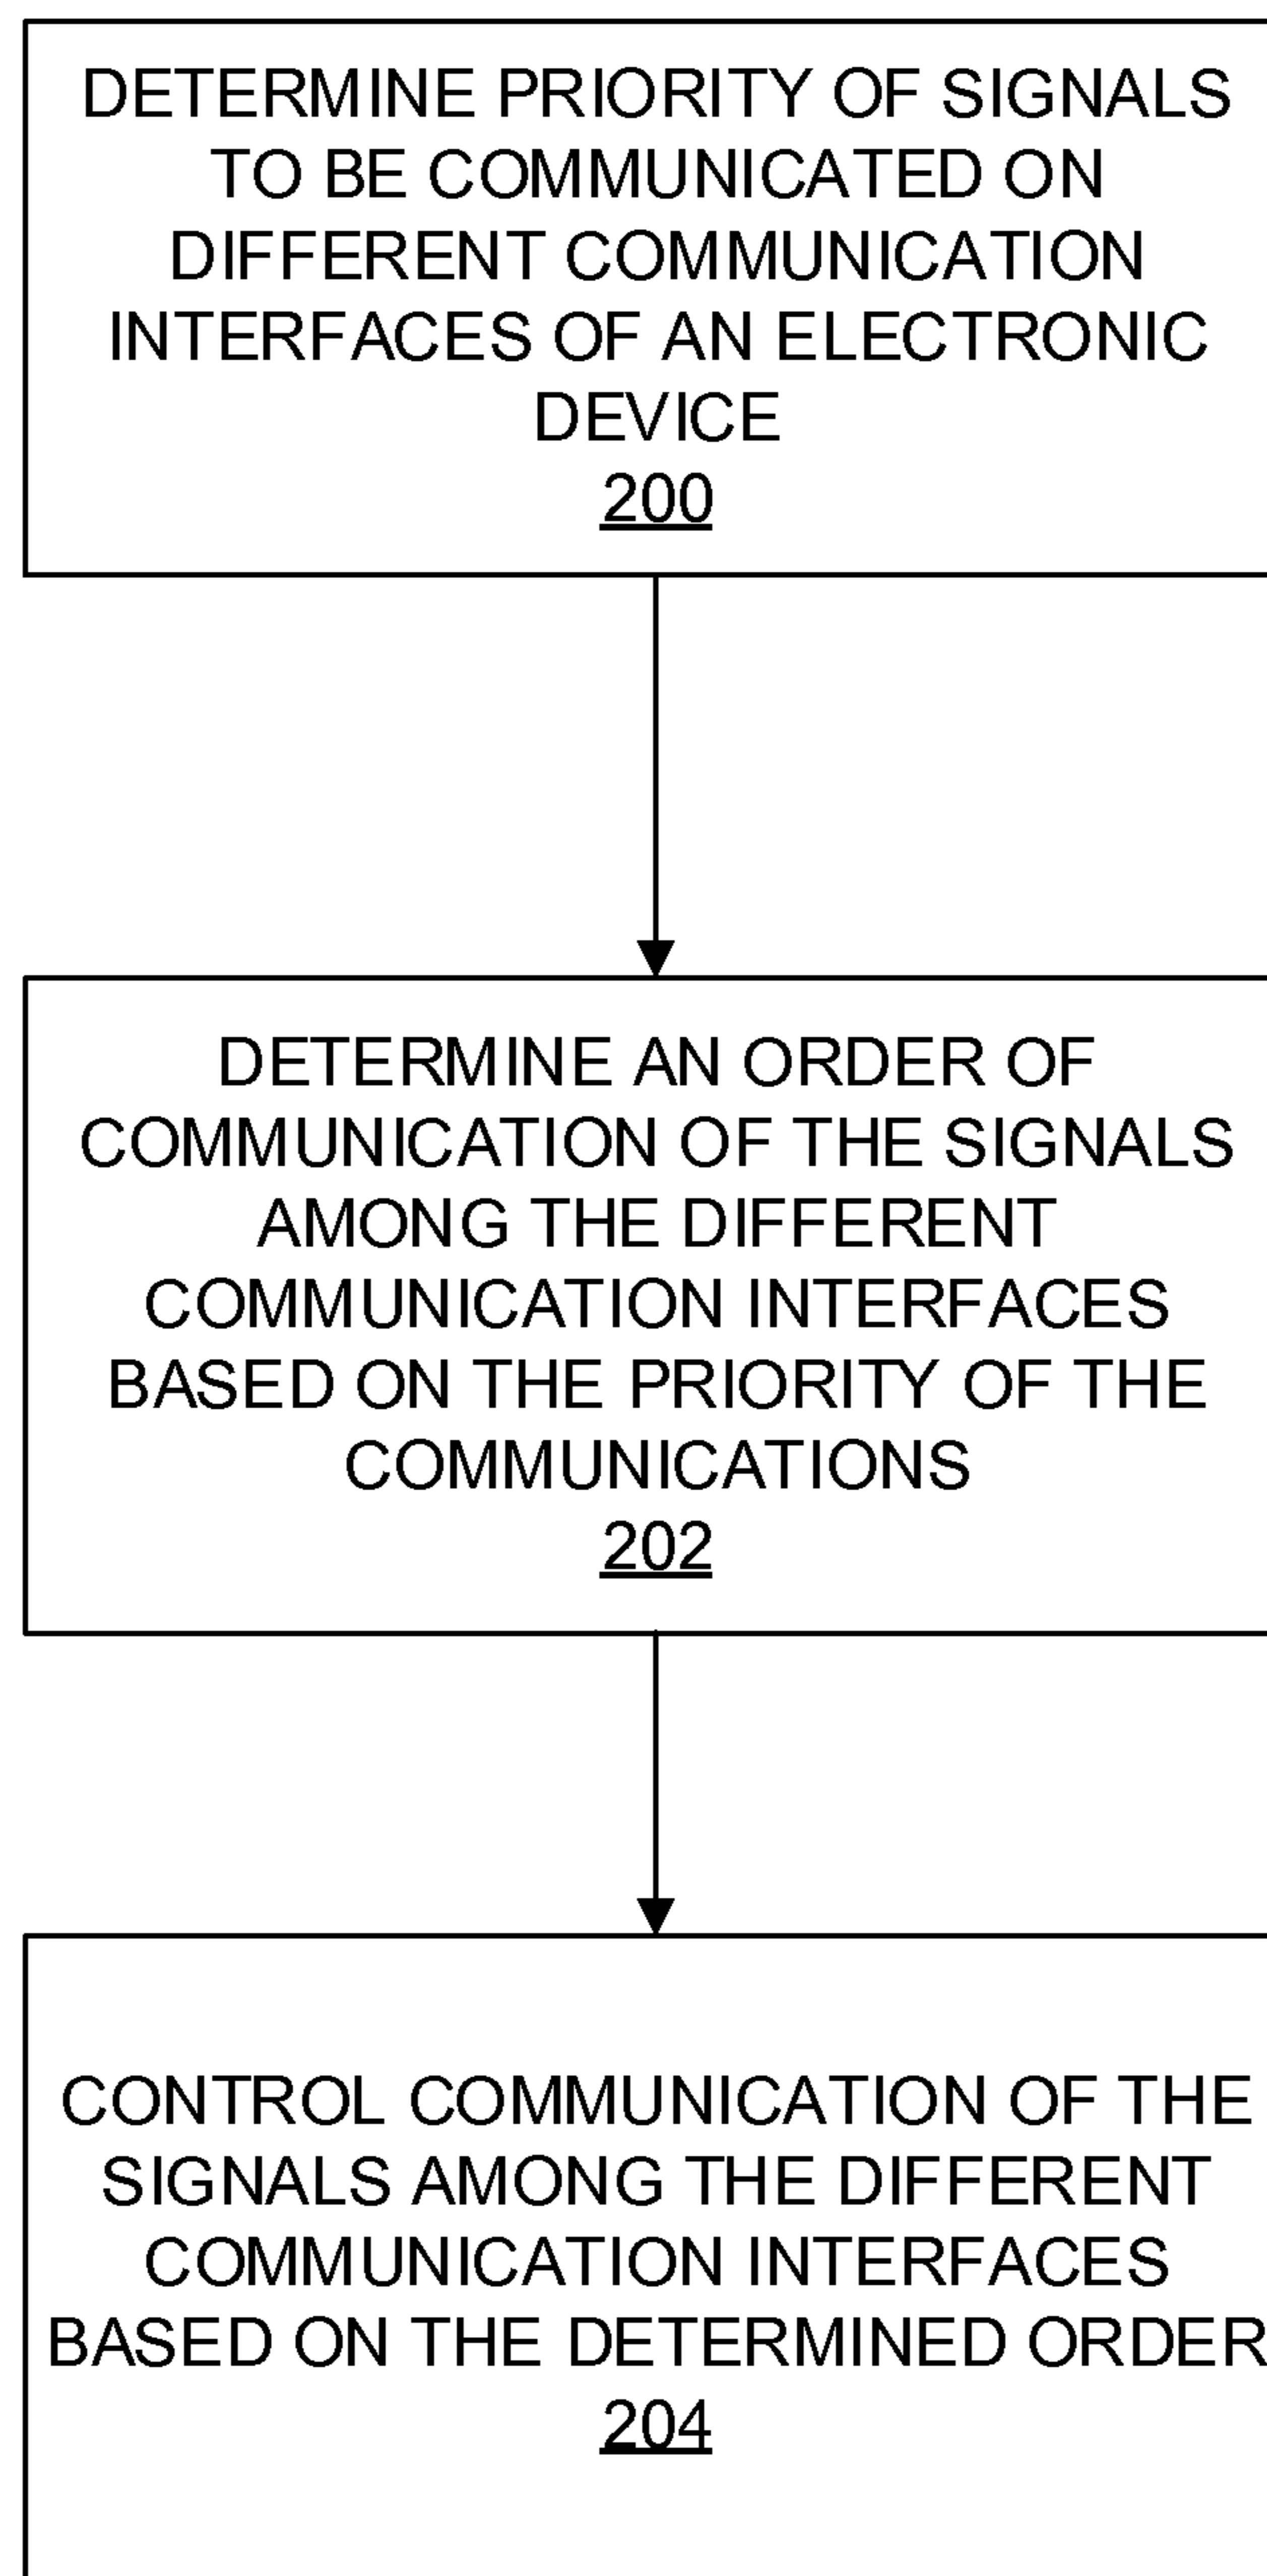 DETERMINE PRIORITY OF SIGNALS
TO BE COMMUNICATED ON
DIFFERENT COMMUNICATION
INTERFACES OF AN ELECTRONIC
DEVICE
200
DETERMINE AN ORDER OF
COMMUNICATION OF THE SIGNALS
AMONG THE DIFFERENT
COMMUNICATION INTERFACES
BASED ON THE PRIORITY OF THE
COMMUNICATIONS
202
CONTROL COMMUNICATION OF THE
SIGNALS AMONG THE DIFFERENT
COMMUNICATION INTERFACES
BASED ON THE DETERMINED ORDER
204